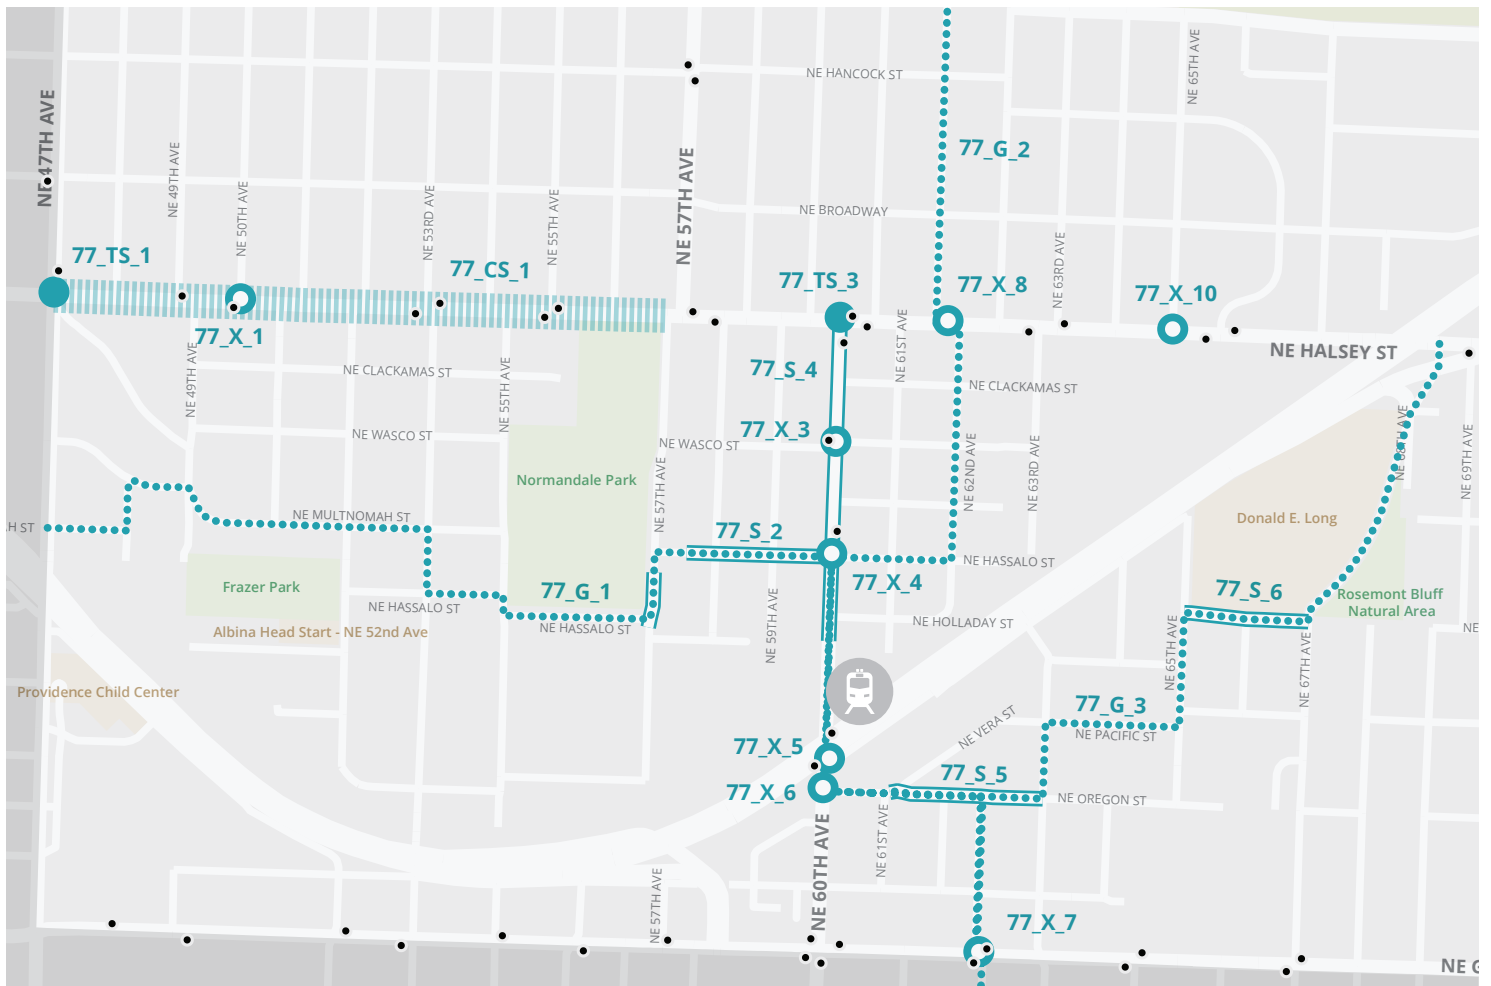 NE HANCOCK ST
NE 65TH AVE
NE 47TH AVE
NE 49TH AVE
NE 50TH AVE
NE 53RD AVE
NE 55TH AVE
NE 57TH AVE
77_G_2
NE BROADWAY
NE 63RD AVE
77_TS_1
77_CS_1
77_TS_3
77_X_8
77_X_10
77_X_1
NE 61ST AVE
NE HALSEY ST
NE 49TH AVE
NE CLACKAMAS ST
NE 55TH AVE
77_S_4
NE CLACKAMAS ST
NE WASCO ST
NE WASCO ST
77_X_3
NE 62ND AVE
NE 63RD AVE
NE 68TH AVE
NE 69TH AVE
Normandale Park
NE 57TH AVE
AH ST
NE MULTNOMAH ST
77_S_2
Donald E. Long
NE HASSALO ST
Frazer Park
77_G_1
77_X_4
77_S_6
Rosemont Bluff
Natural Area
NE HASSALO ST
NE HASSALO ST
NE 59TH AVE
NE HOLLADAY ST
NE
Albina Head Start - NE 52nd Ave
NE 65TH AVE
NE 67TH AVE
Providence Child Center
77_G_3
NE PACIFIC ST
NE VERA ST
77_X_5
77_S_5
77_X_6
NE OREGON ST
NE 61ST AVE
NE 60TH AVE
NE 57TH AVE
77_X_7
NE G